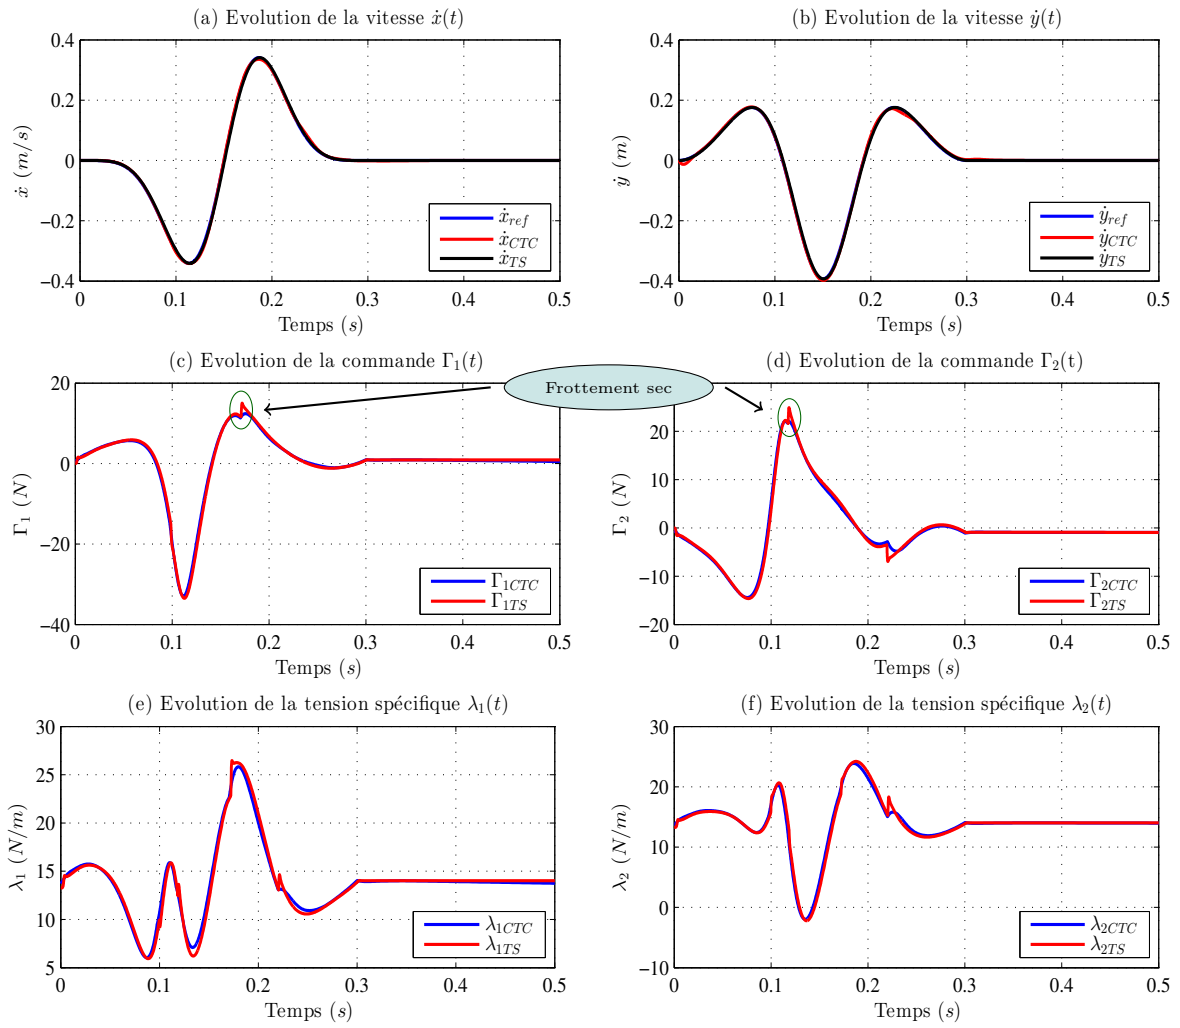 (a) Evolution de la vitesse ẋ(t)
0.4
0.2
0
−0.2
−0.4
ẋ (m/s)
0 0.1 0.2 0.3 0.4 0.5
Temps (s)
ẋref
ẋCTC
ẋTS
(b) Evolution de la vitesse ẏ(t)
0.4
0.2
0
−0.2
−0.4
ẏ (m)
0 0.1 0.2 0.3 0.4 0.5
Temps (s)
ẏref
ẏCTC
ẏTS
(c) Evolution de la commande Γ1(t)
20
0
−20
−40
Γ1 (N)
0 0.1 0.2 0.3 0.4 0.5
Temps (s)
Γ1CTC
Γ1TS
Frottement sec
(d) Evolution de la commande Γ2(t)
30
20
10
0
−10
−20
Γ2 (N)
0 0.1 0.2 0.3 0.4 0.5
Temps (s)
Γ2CTC
Γ2TS
(e) Evolution de la tension spécifique λ1(t)
30
25
20
15
10
5
λ1 (N/m)
0 0.1 0.2 0.3 0.4 0.5
Temps (s)
λ1CTC
λ1TS
(f) Evolution de la tension spécifique λ2(t)
30
20
10
0
−10
λ2 (N/m)
0 0.1 0.2 0.3 0.4 0.5
Temps (s)
λ2CTC
λ2TS